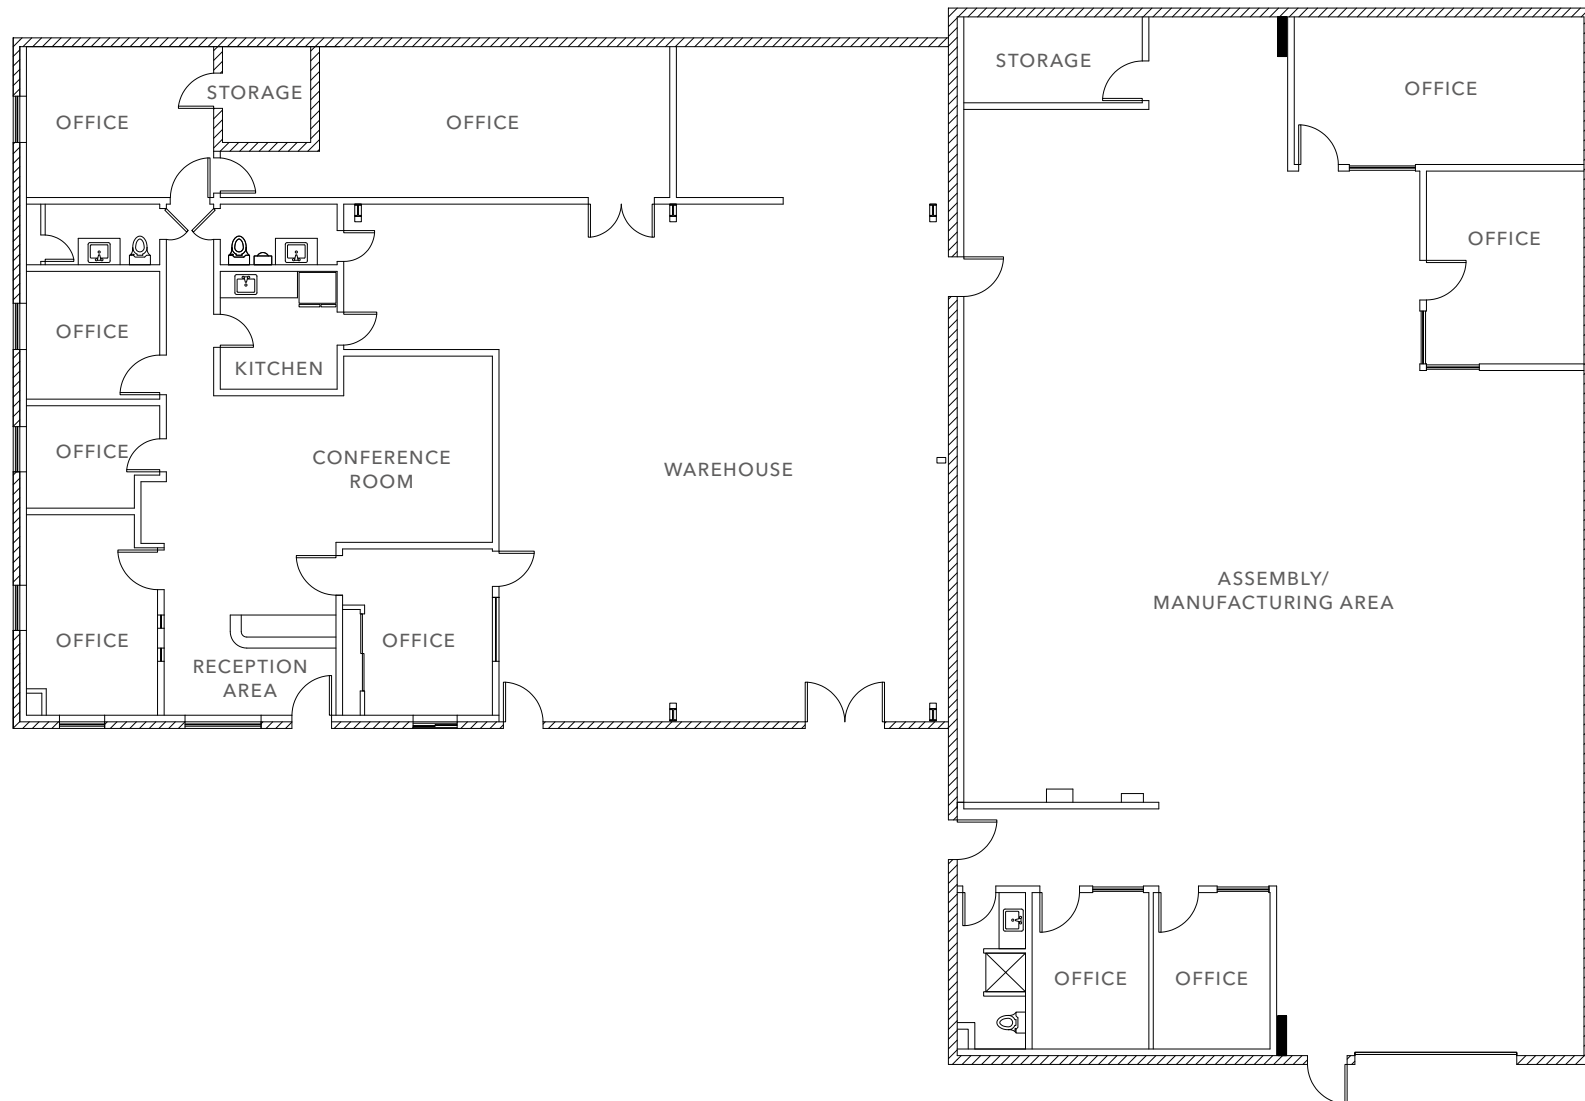 STORAGE
OFFICE
STORAGE
OFFICE
OFFICE
OFFICE
OFFICE
KITCHEN
OFFICE
CONFERENCE
ROOM
WAREHOUSE
ASSEMBLY/
MANUFACTURING AREA
OFFICE
OFFICE
RECEPTION
AREA
OFFICE
OFFICE